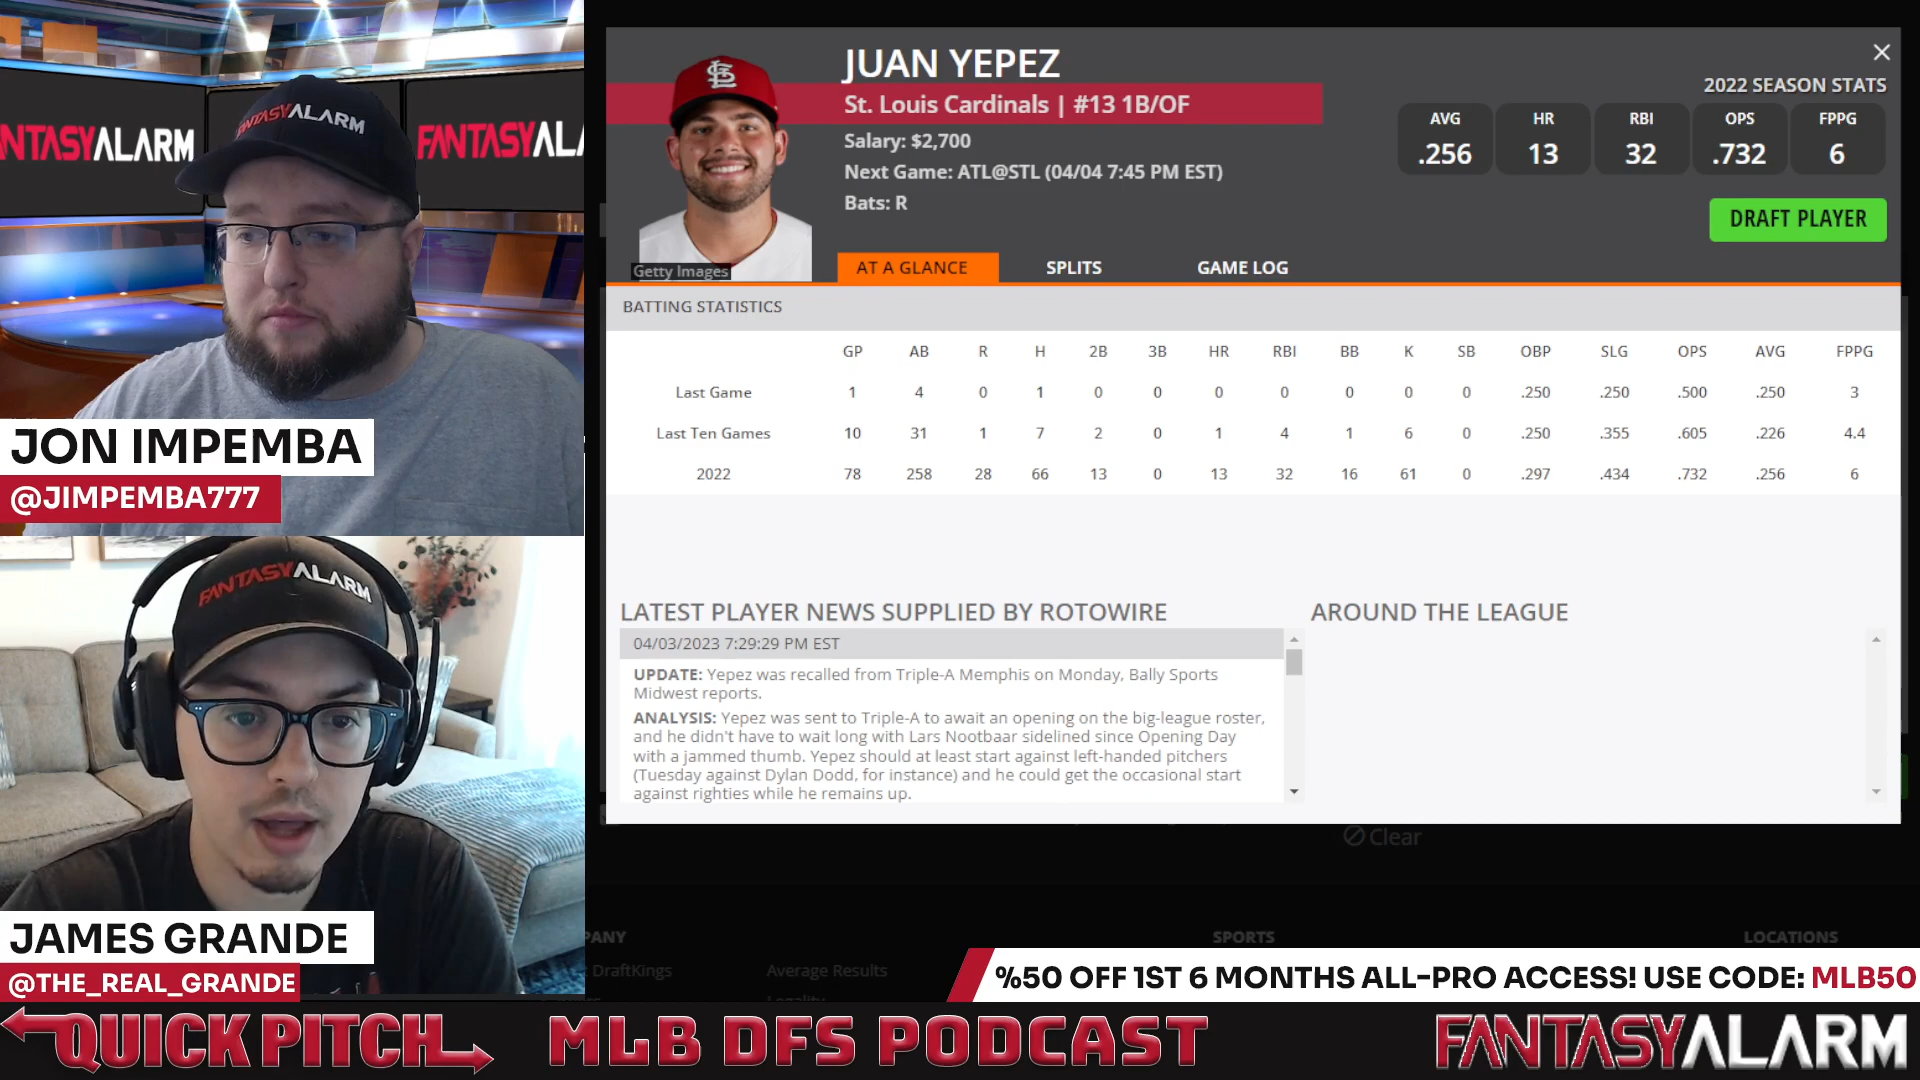 FANTASYALARM
FANTASYAL
FANTASYALARM
JON IMPEMBA
@JIMPEMBA777
FANTASYALARM
JAMES GRANDE
@THE_REAL_GRANDE
JUAN YEPEZ
St. Louis Cardinals | #13 1B/OF
Salary: $2,700
Next Game: ATL@STL (04/04 7:45 PM EST)
Bats: R
Getty Images
2022 SEASON STATS
AVG HR RBI OPS FPPG
.256 13 32 .732 6
DRAFT PLAYER
AT A GLANCE SPLITS GAME LOG
BATTING STATISTICS
GP AB R H 2B 3B HR RBI BB K SB OBP SLG OPS AVG FPPG
Last Game 1 4 0 1 0 0 0 0 0 0 0 .250 .250 .500 .250 3
Last Ten Games 10 31 1 7 2 0 1 4 1 6 0 .250 .355 .605 .226 4.4
2022 78 258 28 66 13 0 13 32 16 61 0 .297 .434 .732 .256 6
LATEST PLAYER NEWS SUPPLIED BY ROTOWIRE
04/03/2023 7:29:29 PM EST
UPDATE: Yepez was recalled from Triple-A Memphis on Monday, Bally Sports
Midwest reports.
ANALYSIS: Yepez was sent to Triple-A to await an opening on the big-league roster,
and he didn't have to wait long with Lars Nootbaar sidelined since Opening Day
with a jammed thumb. Yepez should at least start against left-handed pitchers
(Tuesday against Dylan Dodd, for instance) and he could get the occasional start
against righties while he remains up.
AROUND THE LEAGUE
Clear
PANY SPORTS LOCATIONS
DraftKings Average Results
%50 OFF 1ST 6 MONTHS ALL-PRO ACCESS! USE CODE: MLB50
QUICK PITCH MLB DFS PODCAST FANTASYALARM